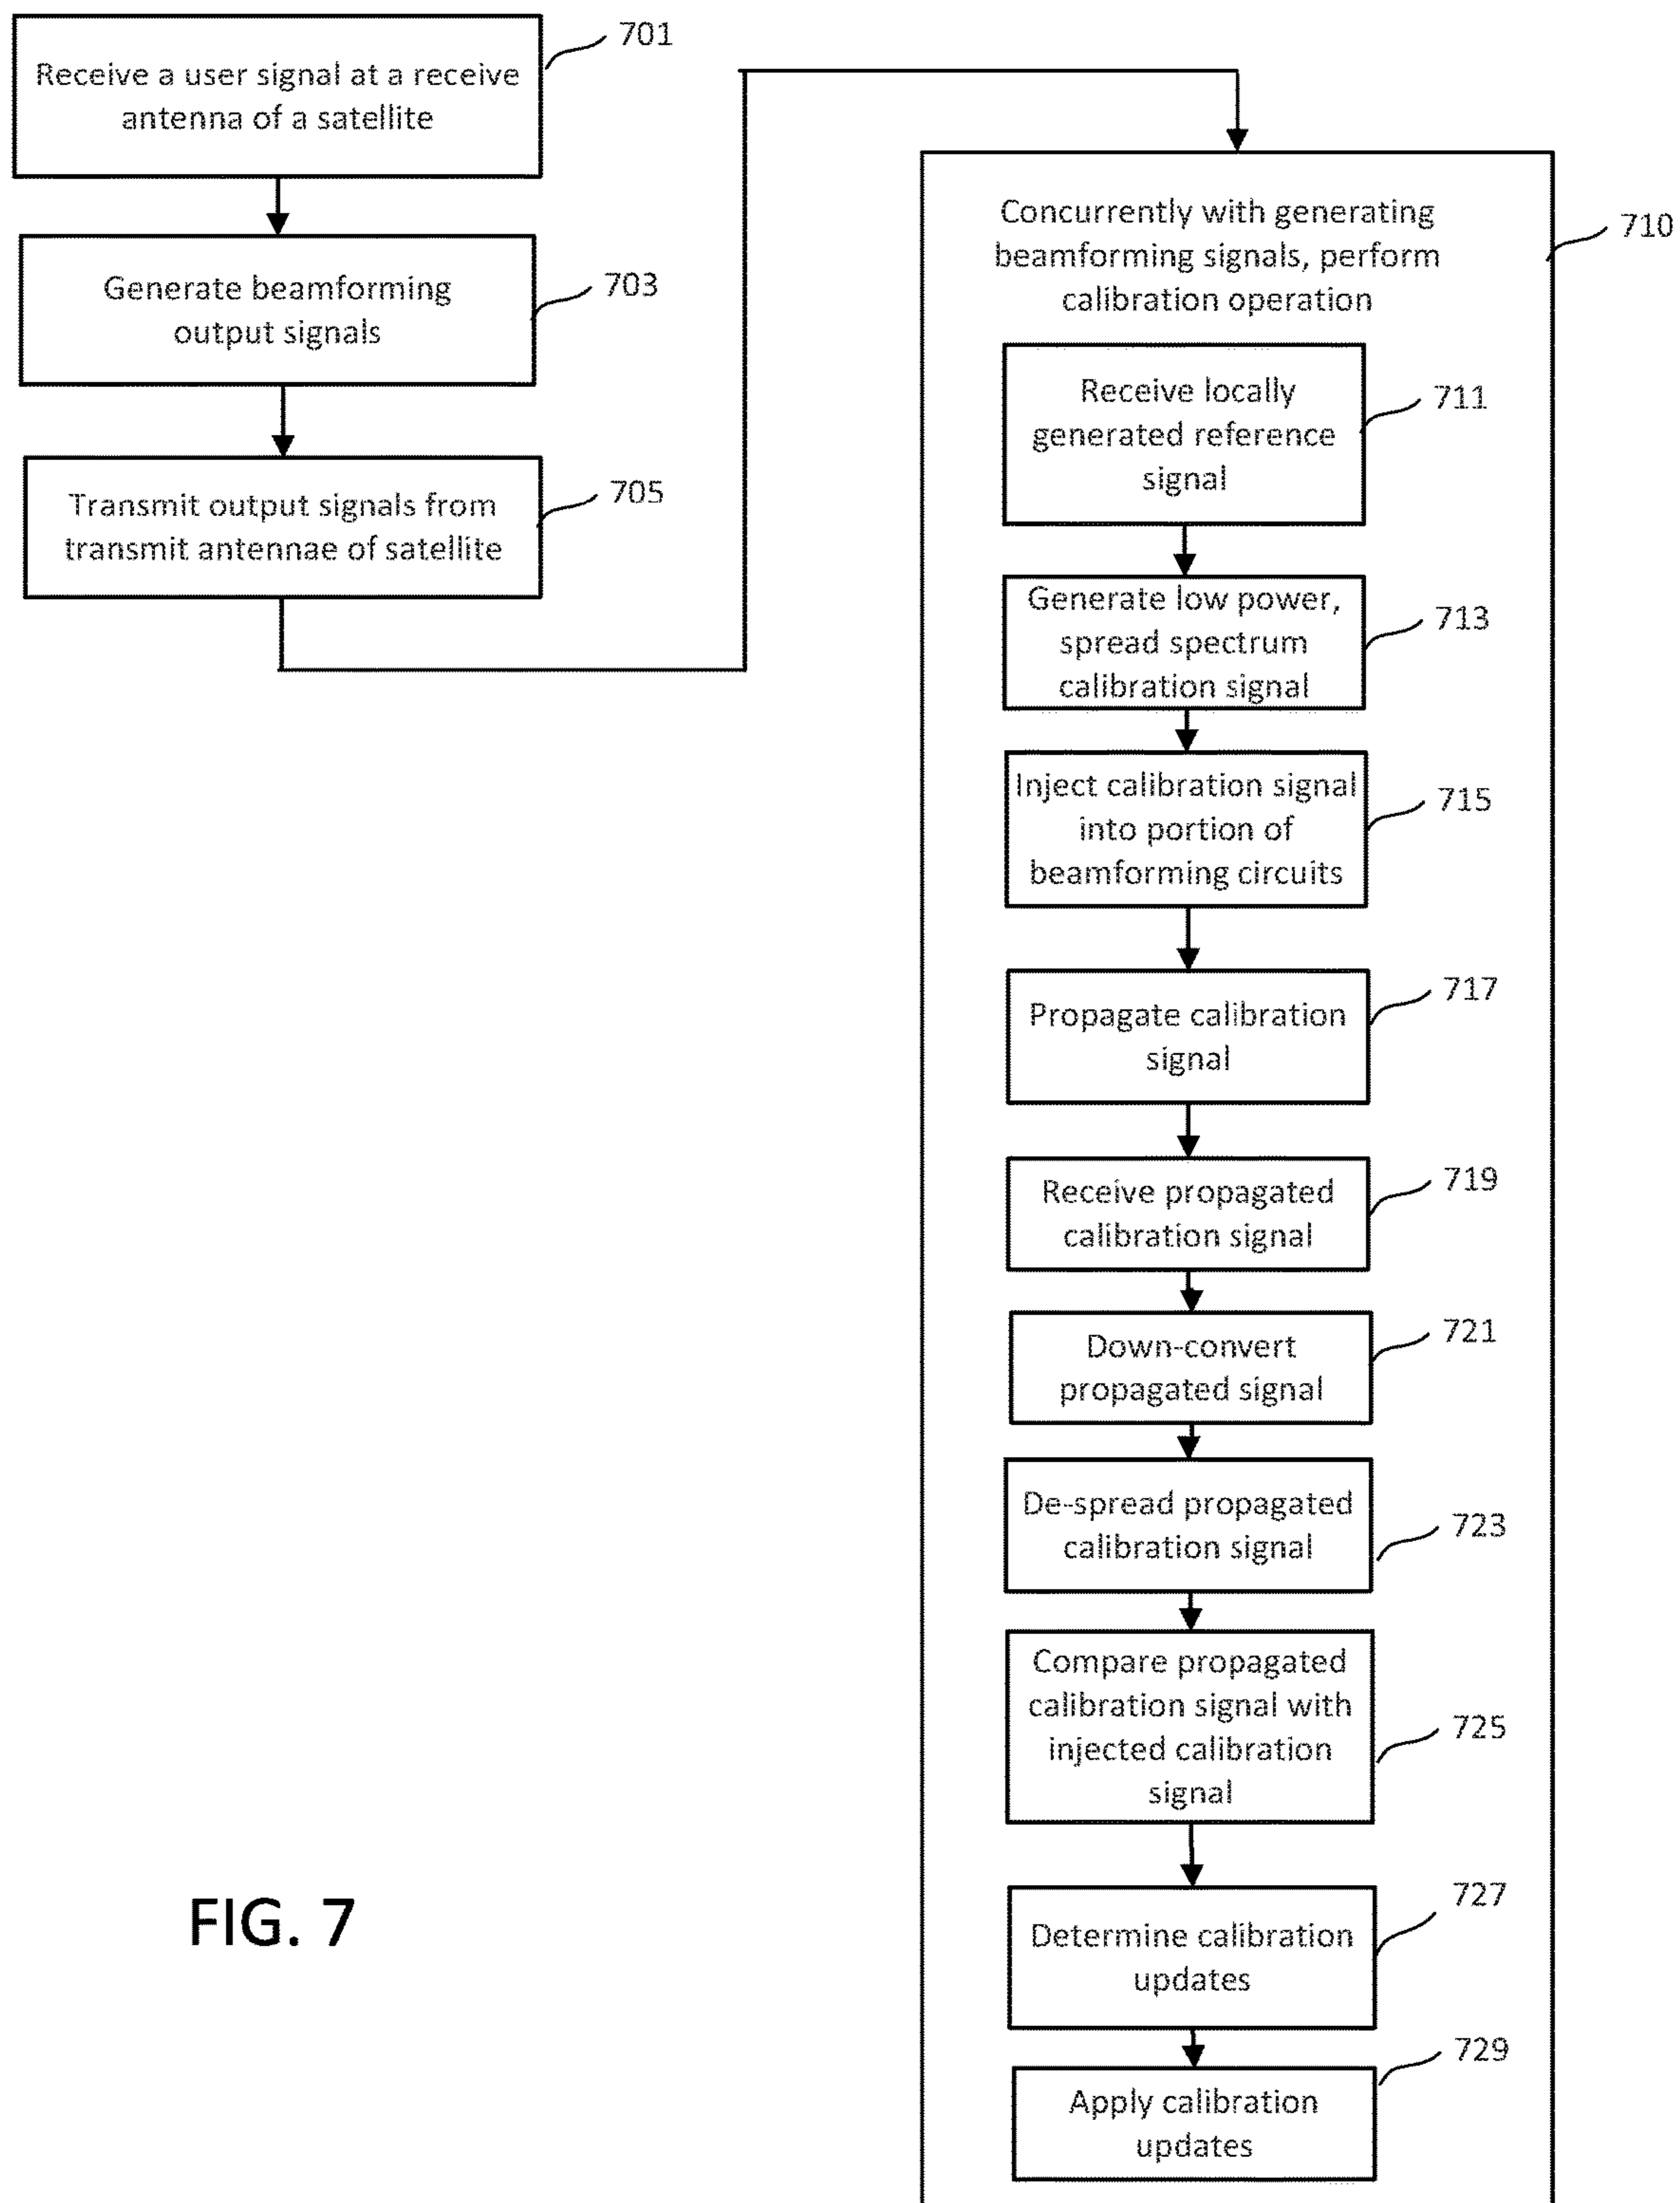 701
Receive a user signal at a receive
antenna of a satellite
703
Generate beamforming
output signals
705
Transmit output signals from
transmit antennae of satellite
710
Concurrently with generating
beamforming signals, perform
calibration operation
711
Receive locally
generated reference
signal
713
Generate low power,
spread spectrum
calibration signal
715
Inject calibration signal
into portion of
beamforming circuits
717
Propagate calibration
signal
719
Receive propagated
calibration signal
721
Down-convert
propagated signal
723
De-spread propagated
calibration signal
725
Compare propagated
calibration signal with
injected calibration
signal
727
Determine calibration
updates
729
Apply calibration
updates
FIG. 7